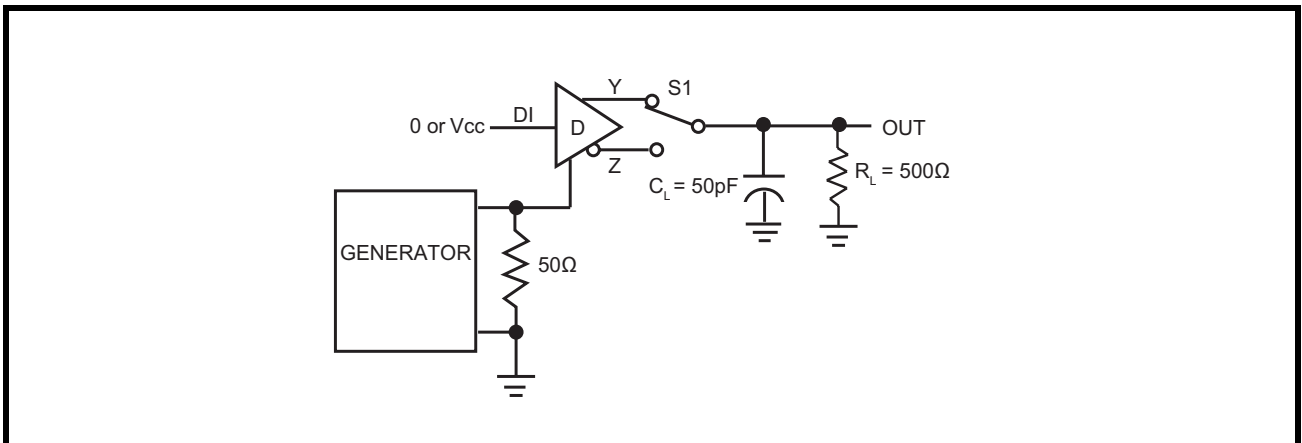 Y
S1
DI
0 or Vcc
D
OUT
Z
C_L = 50pF
R_L = 500Ω
GENERATOR
50Ω